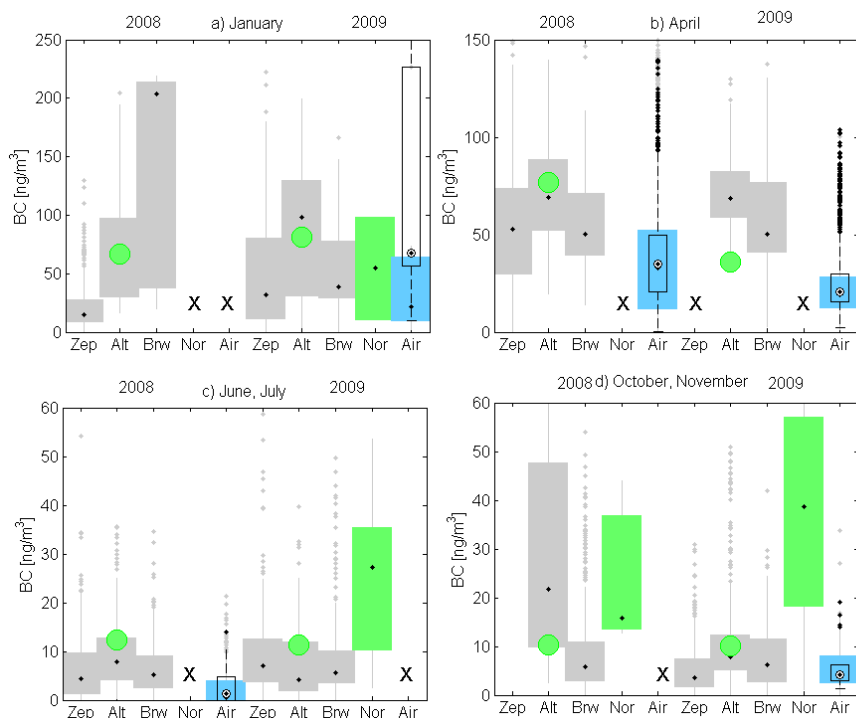 2008 a) January 2009
250
200
150
100
50
0
BC [ng/m³]
Zep Alt Brw Nor Air Zep Alt Brw Nor Air
X X
2008 b) April 2009
150
100
50
0
BC [ng/m³]
Zep Alt Brw Nor Air Zep Alt Brw Nor Air
X X X
2008 c) June, July 2009
60
50
40
30
20
10
0
BC [ng/m³]
Zep Alt Brw Nor Air Zep Alt Brw Nor Air
X X
2008 d) October, November 2009
60
50
40
30
20
10
0
BC [ng/m³]
Zep Alt Brw Nor Air Zep Alt Brw Nor Air
X